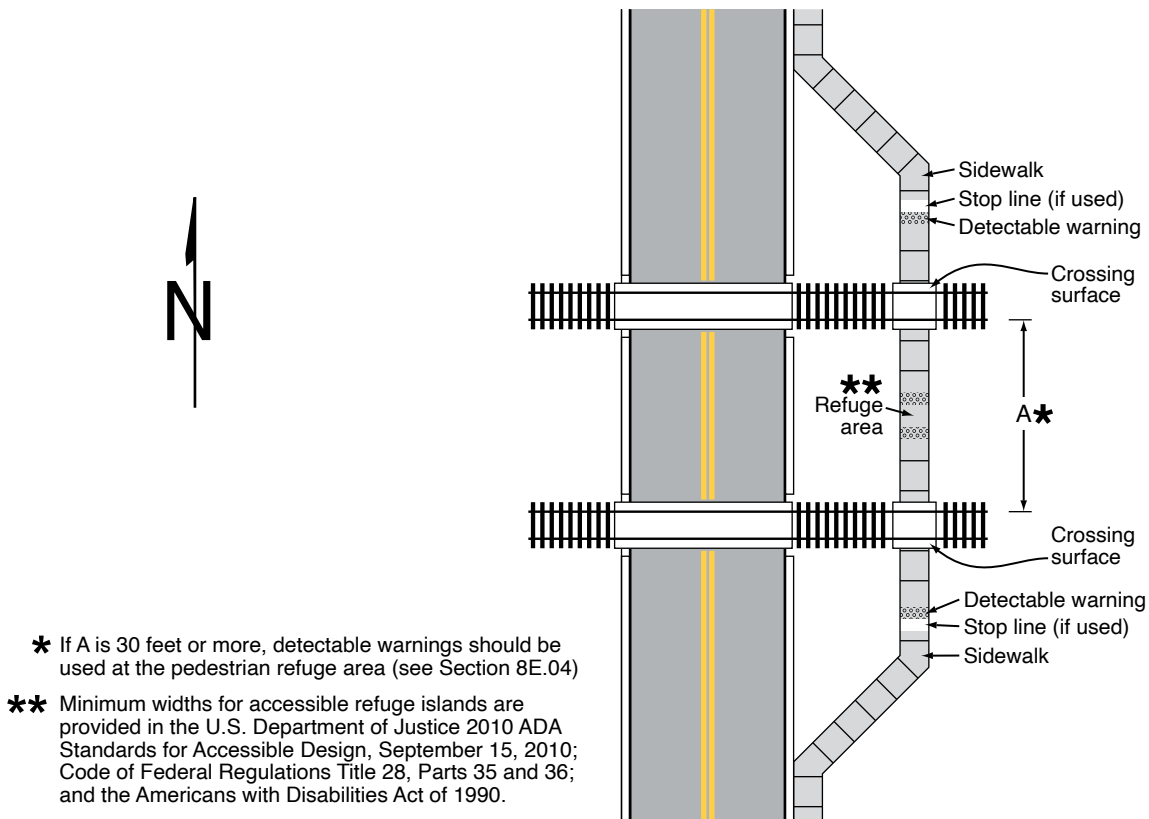 Sidewalk
Stop line (if used)
Detectable warning
Crossing
surface
N
**
Refuge
area
A*
Crossing
surface
Detectable warning
Stop line (if used)
Sidewalk
* If A is 30 feet or more, detectable warnings should be
used at the pedestrian refuge area (see Section 8E.04)
** Minimum widths for accessible refuge islands are
provided in the U.S. Department of Justice 2010 ADA
Standards for Accessible Design, September 15, 2010;
Code of Federal Regulations Title 28, Parts 35 and 36;
and the Americans with Disabilities Act of 1990.